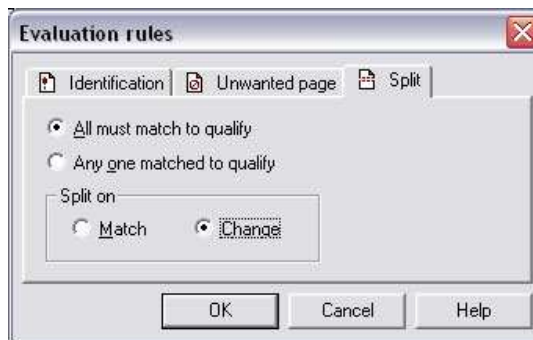 Evaluation rules
Identification Unwanted page Split
All must match to qualify
Any one matched to qualify
Split on
Match Change
OK Cancel Help